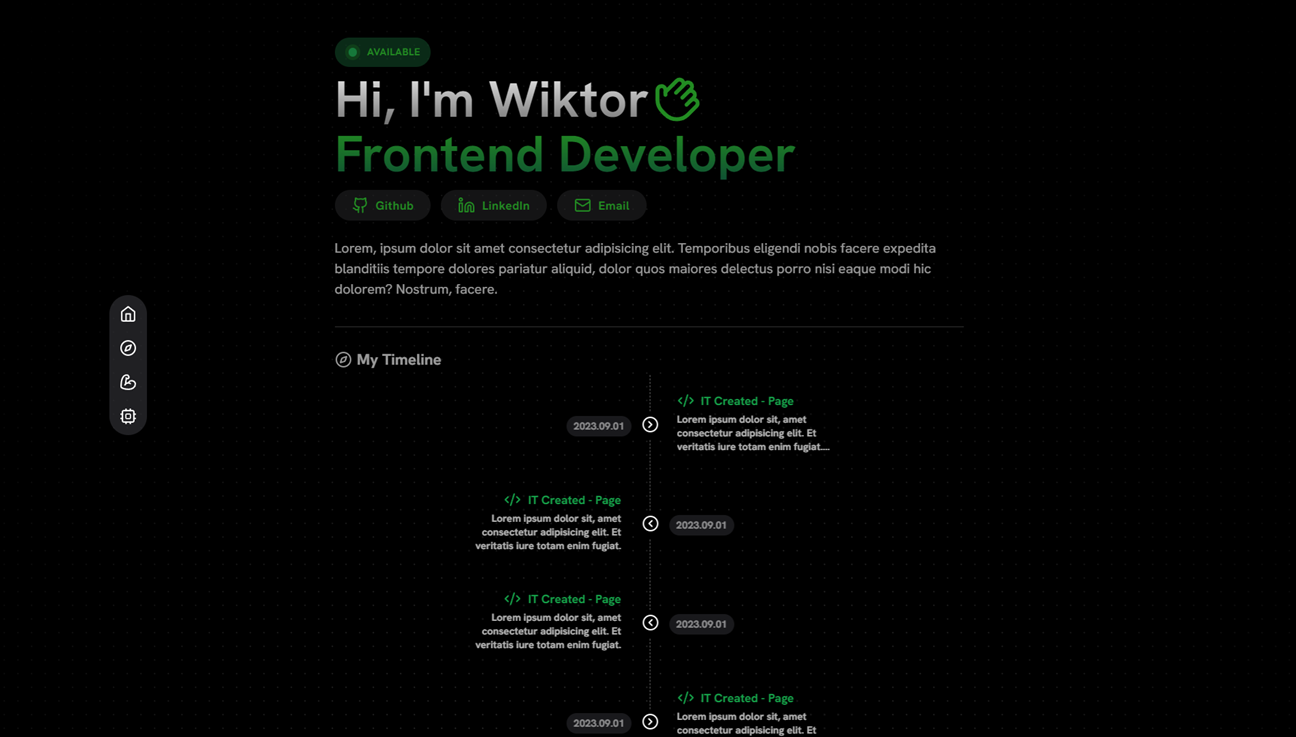 AVAILABLE
Hi, I'm Wiktor
Frontend Developer
Github
LinkedIn
Email
Lorem, ipsum dolor sit amet consectetur adipisicing elit. Temporibus eligendi nobis facere expedita
blanditiis tempore dolores pariatur aliquid, dolor quos maiores delectus porro nisi eaque modi hic
dolorem? Nostrum, facere.
My Timeline
IT Created - Page
2023.09.01
Lorem ipsum dolor sit, amet
consectetur adipisicing elit. Et
veritatis iure totam enim fugiat....
IT Created - Page
Lorem ipsum dolor sit, amet
consectetur adipisicing elit. Et
veritatis iure totam enim fugiat.
2023.09.01
IT Created - Page
Lorem ipsum dolor sit, amet
consectetur adipisicing elit. Et
veritatis iure totam enim fugiat.
2023.09.01
IT Created - Page
2023.09.01
Lorem ipsum dolor sit, amet
consectetur adipisicing elit. Et